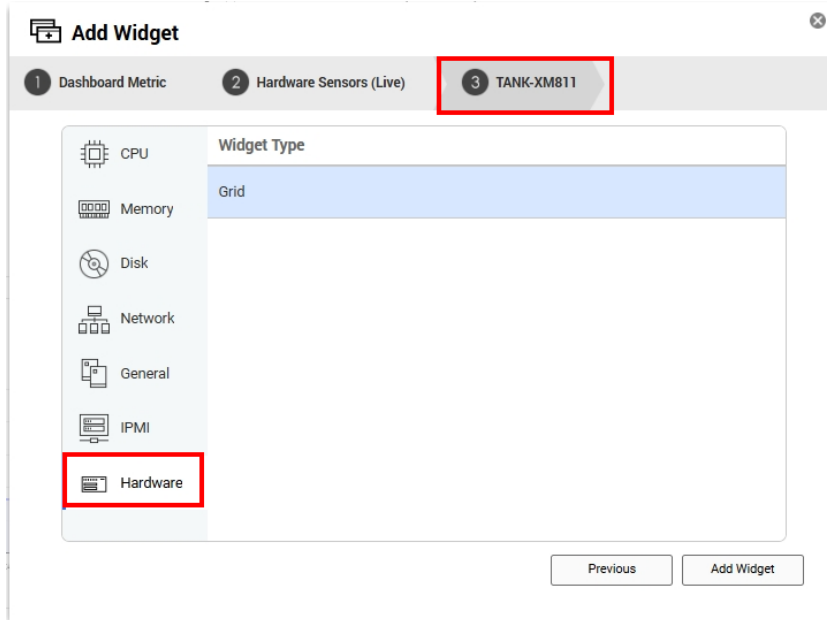 Add Widget
1 Dashboard Metric
2 Hardware Sensors (Live)
3 TANK-XM811
CPU
Memory
Disk
Network
General
IPMI
Hardware
Widget Type
Grid
Previous
Add Widget